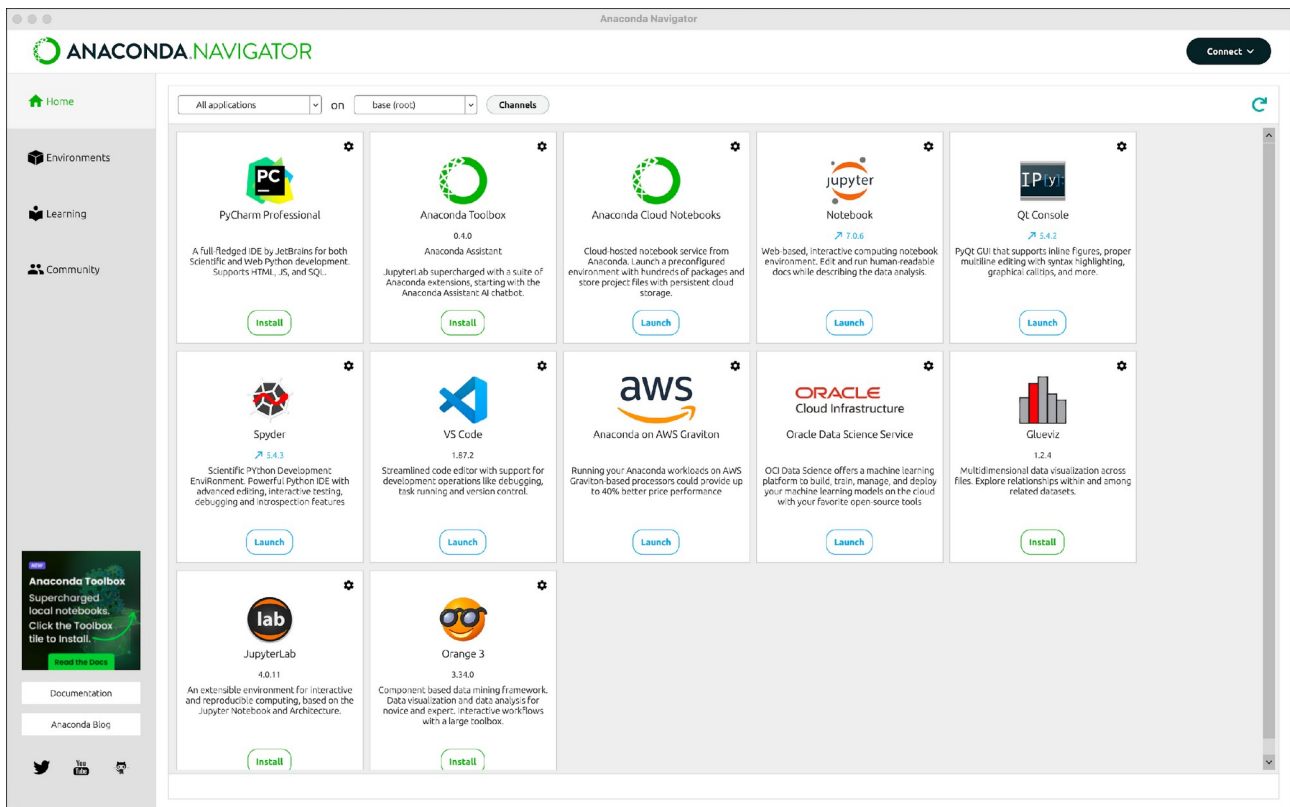 Anaconda Navigator
ANACONDA.NAVIGATOR
Connect
Home
Environments
Learning
Community
All applications
on
base (root)
Channels
PC
PyCharm Professional
A full-fledged IDE by JetBrains for both
Scientific and Web Python development.
Supports HTML, JS, and SQL.
Install
Anaconda Toolbox
0.4.0
Anaconda Assistant
JupyterLab supercharged with a suite of
Anaconda extensions, starting with the
Anaconda Assistant AI chatbot.
Install
Anaconda Cloud Notebooks
Cloud-hosted notebook service from
Anaconda. Launch a preconfigured
environment with hundreds of packages and
store project files with persistent cloud
storage.
Launch
jupyter
Notebook
7.0.6
Web-based, interactive computing notebook
environment. Edit and run human-readable
docs while describing the data analysis.
Launch
IP[y]:
Qt Console
5.4.2
PyQt GUI that supports inline figures, proper
multiline editing with syntax highlighting,
graphical calltips, and more.
Launch
Spyder
5.4.3
Scientific PYthon Development
EnviRonment. Powerful Python IDE with
advanced editing, interactive testing,
debugging and introspection features
Launch
VS Code
1.87.2
Streamlined code editor with support for
development operations like debugging,
task running and version control.
Launch
aws
Anaconda on AWS Graviton
Running your Anaconda workloads on AWS
Graviton-based processors could provide up
to 40% better price performance
Launch
ORACLE
Cloud Infrastructure
Oracle Data Science Service
OCI Data Science offers a machine learning
platform to build, train, manage, and deploy
your machine learning models on the cloud
with your favorite open-source tools
Launch
Glueviz
1.2.4
Multidimensional data visualization across
files. Explore relationships within and among
related datasets.
Install
lab
JupyterLab
4.0.11
An extensible environment for interactive
and reproducible computing, based on the
Jupyter Notebook and Architecture.
Install
Orange 3
3.34.0
Component based data mining framework.
Data visualization and data analysis for
novice and expert. Interactive workflows
with a large toolbox.
Install
NEW
Anaconda Toolbox
Supercharged
local notebooks.
Click the Toolbox
tile to Install.
Read the Docs
Documentation
Anaconda Blog
You
Tube